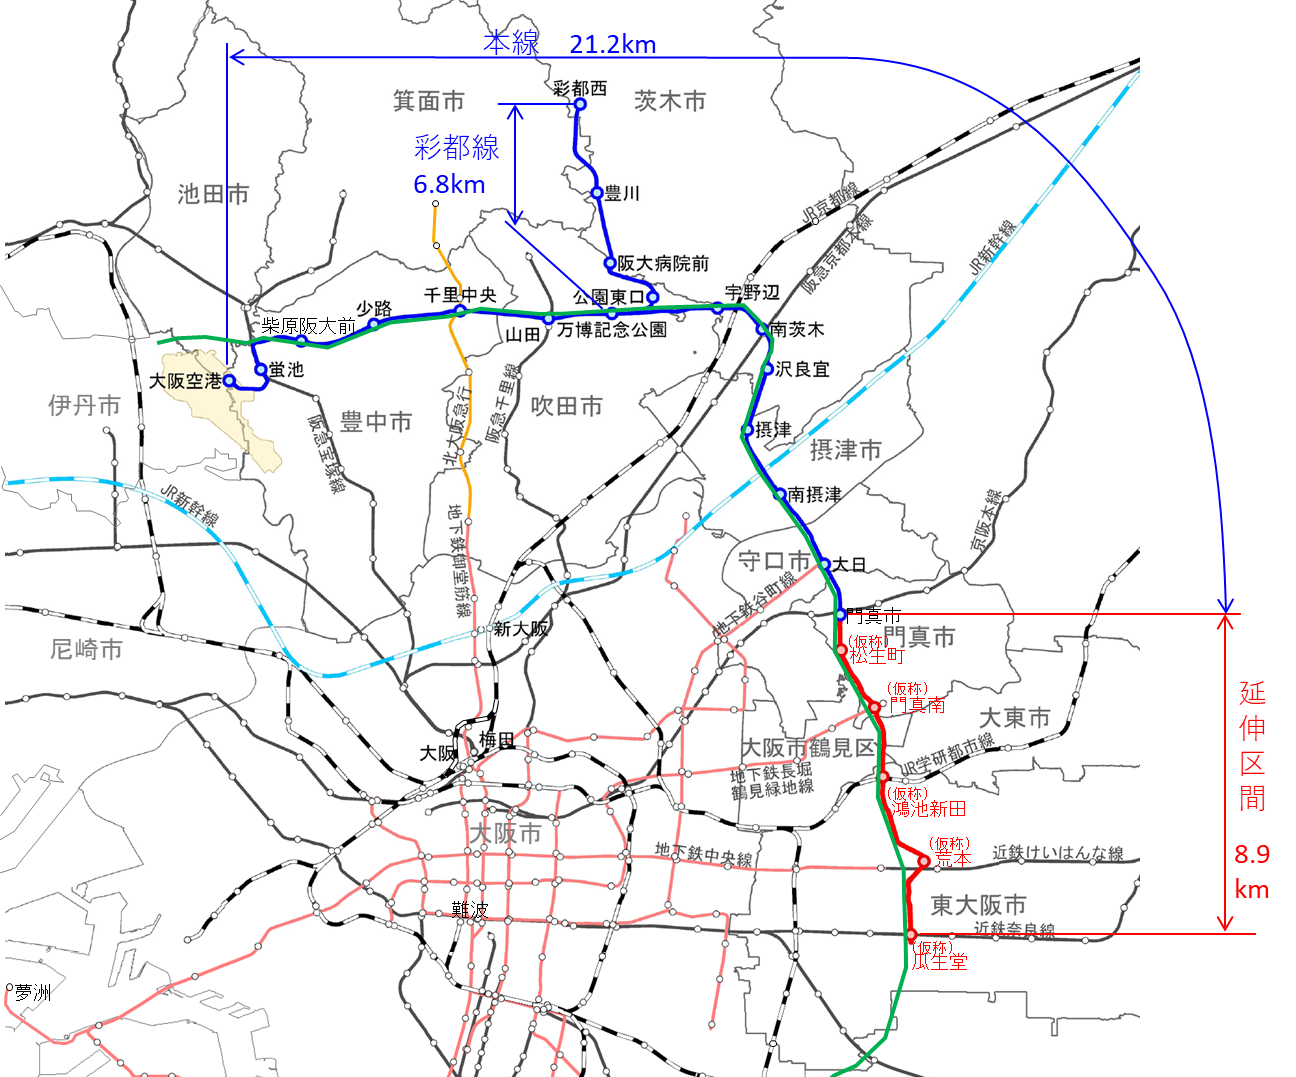 本線 21.2km
彩都西
箕面市
茨木市
彩都線
6.8km
池田市
豊川
JR京都線
阪急京都本線
JR新幹線
阪大病院前
千里中央
公園東口
宇野辺
少路
柴原阪大前
山田
万博記念公園
南茨木
蛍池
大阪空港
沢良宜
伊丹市
豊中市
吹田市
摂津
摂津市
阪急宝塚線
北大阪急行
阪急千里線
JR新幹線
南摂津
地下鉄御堂筋線
京阪本線
守口市
大日
地下鉄谷町線
門真市
門真市
新大阪
尼崎市
(仮称)
松生町
(仮称)
門真南
延伸区間
8.9
km
大東市
大阪
梅田
大阪市鶴見区
JR学研都市線
地下鉄長堀
鶴見緑地線
(仮称)
鴻池新田
大阪市
地下鉄中央線
(仮称)
荒本
近鉄けいはんな線
難波
東大阪市
近鉄奈良線
(仮称)
瓜生堂
夢洲